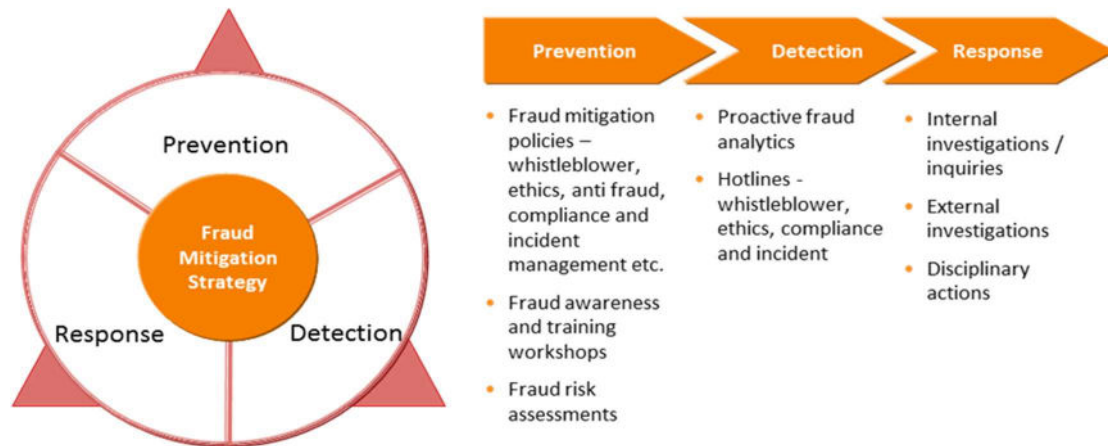 Prevention
Fraud
Mitigation
Strategy
Response
Detection
Prevention
• Fraud mitigation
policies –
whistleblower,
ethics, anti fraud,
compliance and
incident
management etc.
• Fraud awareness
and training
workshops
• Fraud risk
assessments
Detection
• Proactive fraud
analytics
• Hotlines -
whistleblower,
ethics, compliance
and incident
Response
• Internal
investigations /
inquiries
• External
investigations
• Disciplinary
actions